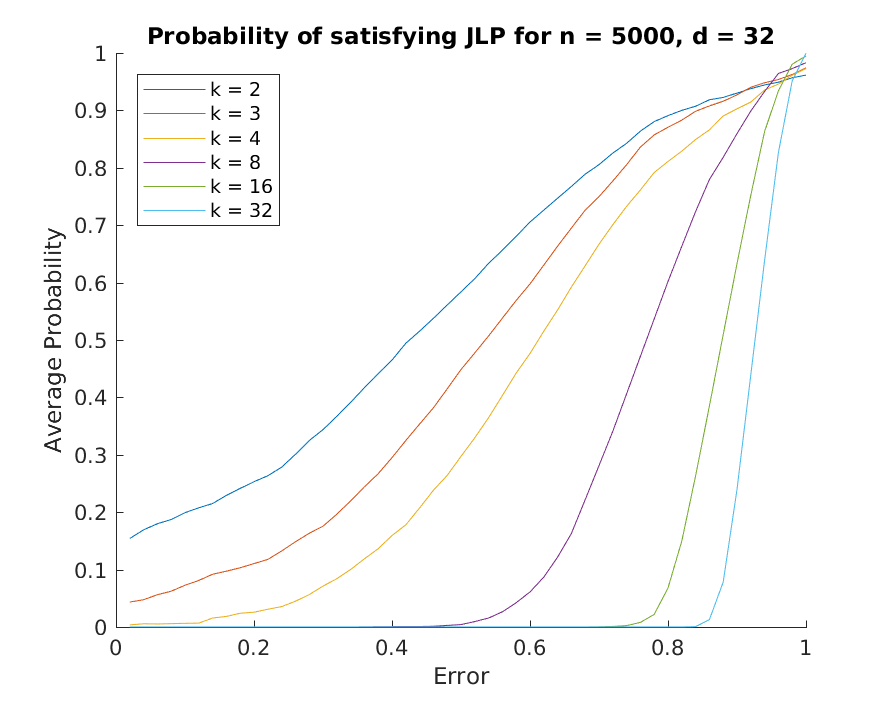 Probability of satisfying JLP for n = 5000, d = 32
1
0.9
0.8
0.7
0.6
0.5
0.4
0.3
0.2
0.1
0
Average Probability
k = 2
k = 3
k = 4
k = 8
k = 16
k = 32
0 0.2 0.4 0.6 0.8 1
Error